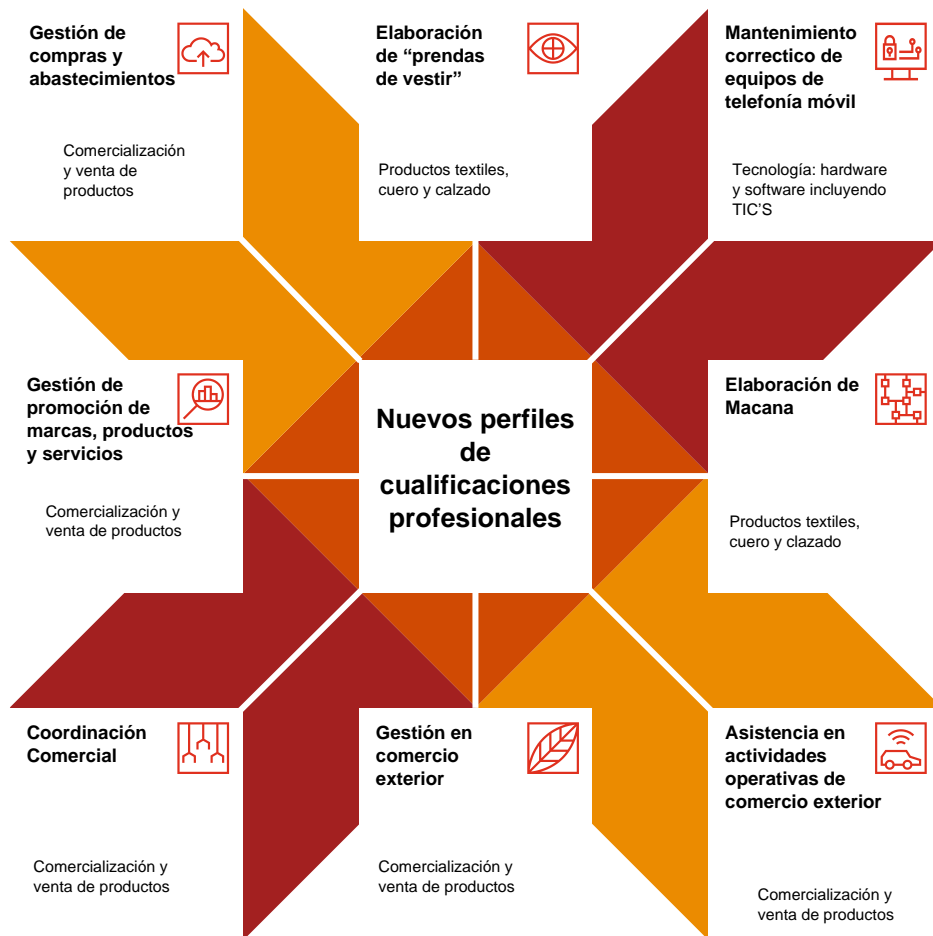 Gestión de
compras y
abastecimientos
Comercialización
y venta de
productos
Elaboración
de “prendas
de vestir”
Productos textiles,
cuero y calzado
Mantenimiento
correctico de
equipos de
telefonía móvil
Tecnología: hardware
y software incluyendo
TIC'S
Gestión de
promoción de
marcas, productos
y servicios
Comercialización y
venta de productos
Nuevos perfiles
de
cualificaciones
profesionales
Elaboración de
Macana
Productos textiles,
cuero y clazado
Coordinación
Comercial
Comercialización y
venta de productos
Gestión en
comercio
exterior
Comercialización y
venta de productos
Asistencia en
actividades
operativas de
comercio exterior
Comercialización y
venta de productos